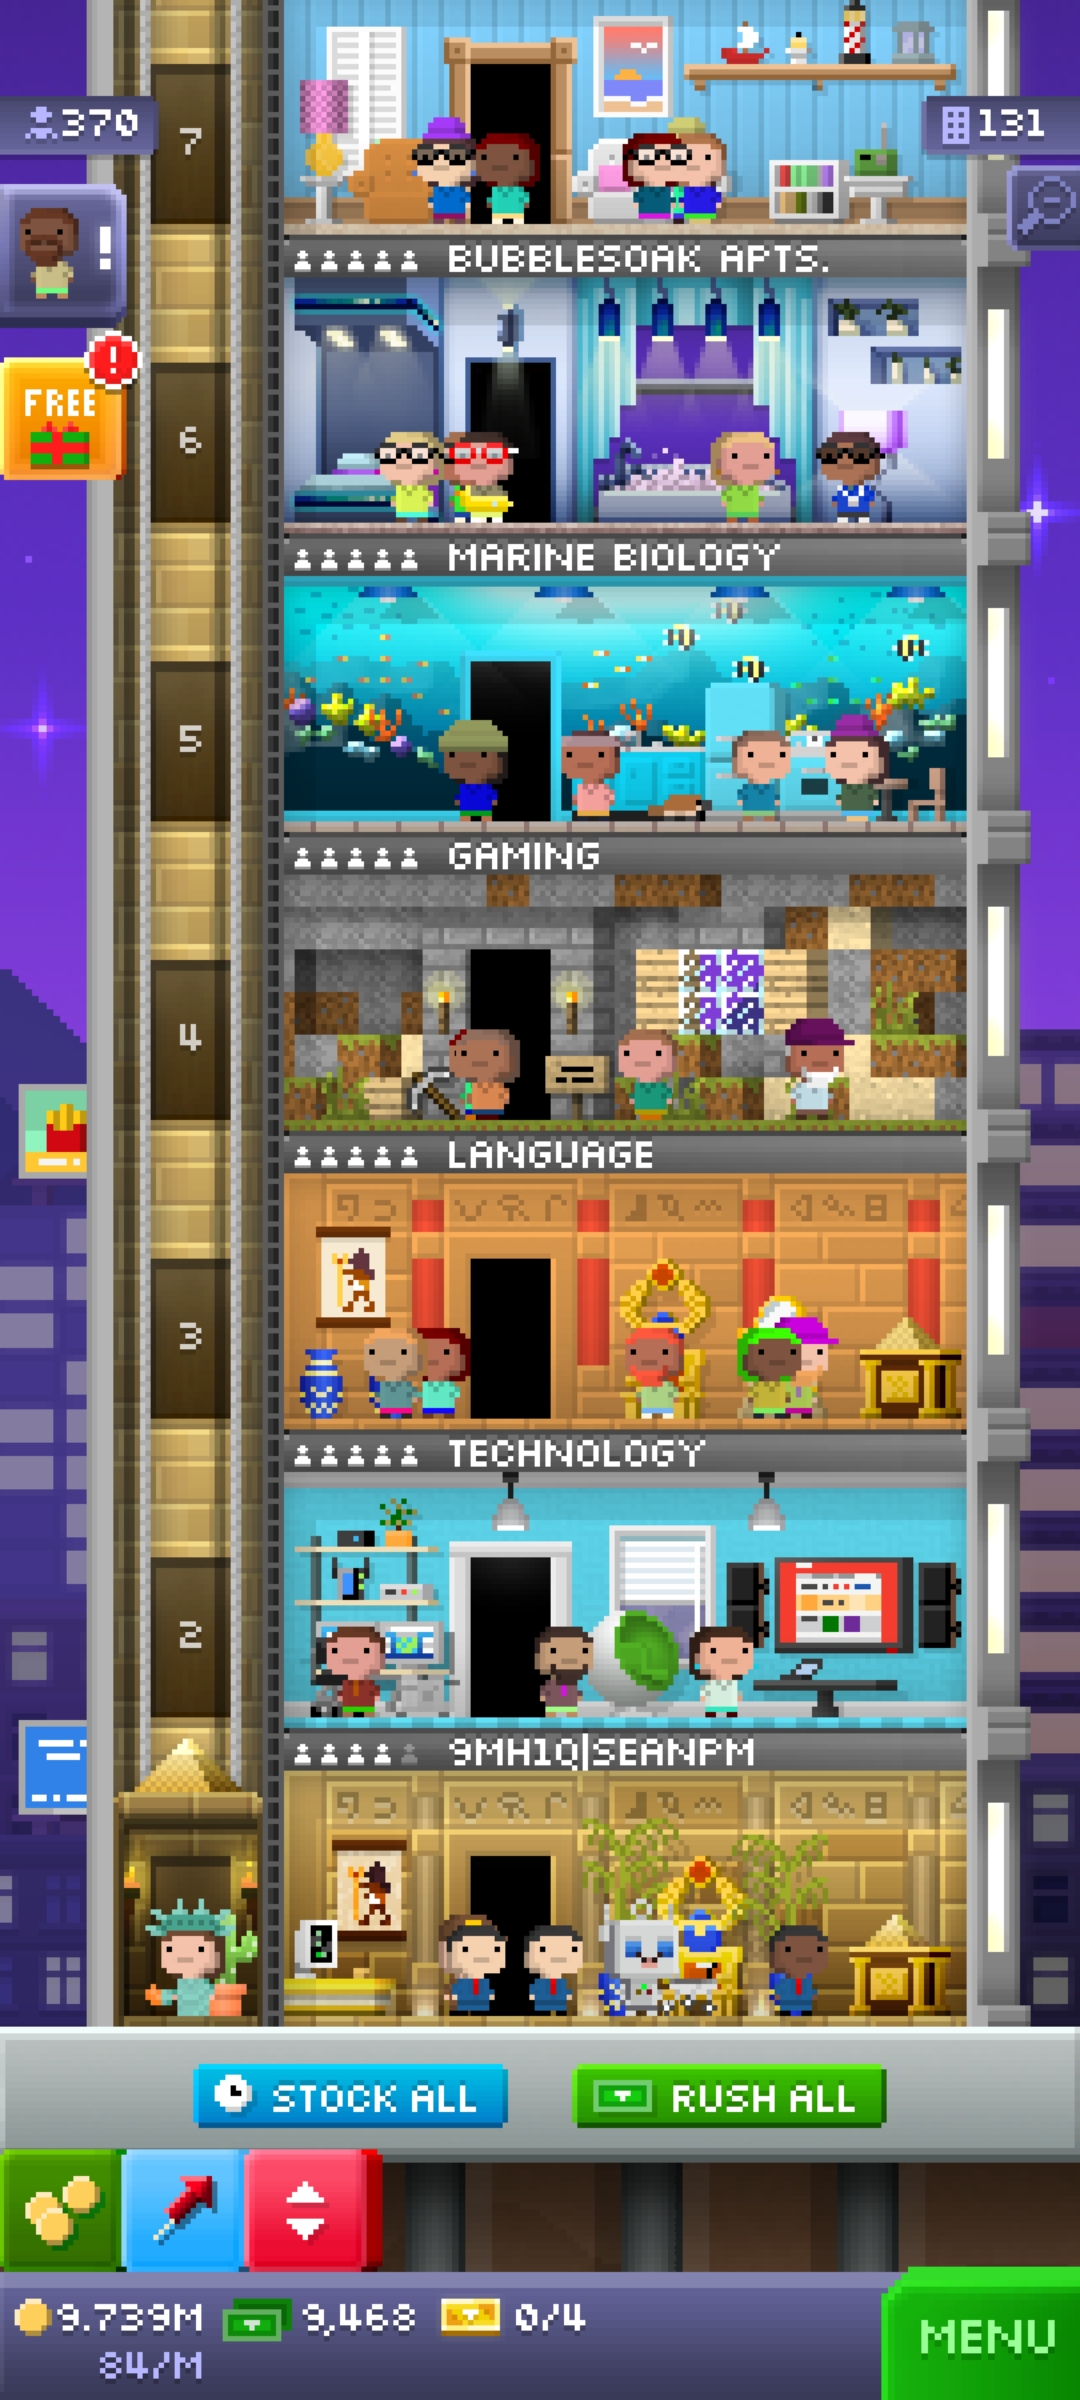 7
370
131
!
BUBBLESOAK APTS.
!
FREE
6
MARINE BIOLOGY
5
GAMING
4
LANGUAGE
3
TECHNOLOGY
2
9MH1Q|SEANPM
STOCK ALL
RUSH ALL
9.739M
9,468
0/4
84/M
MENU